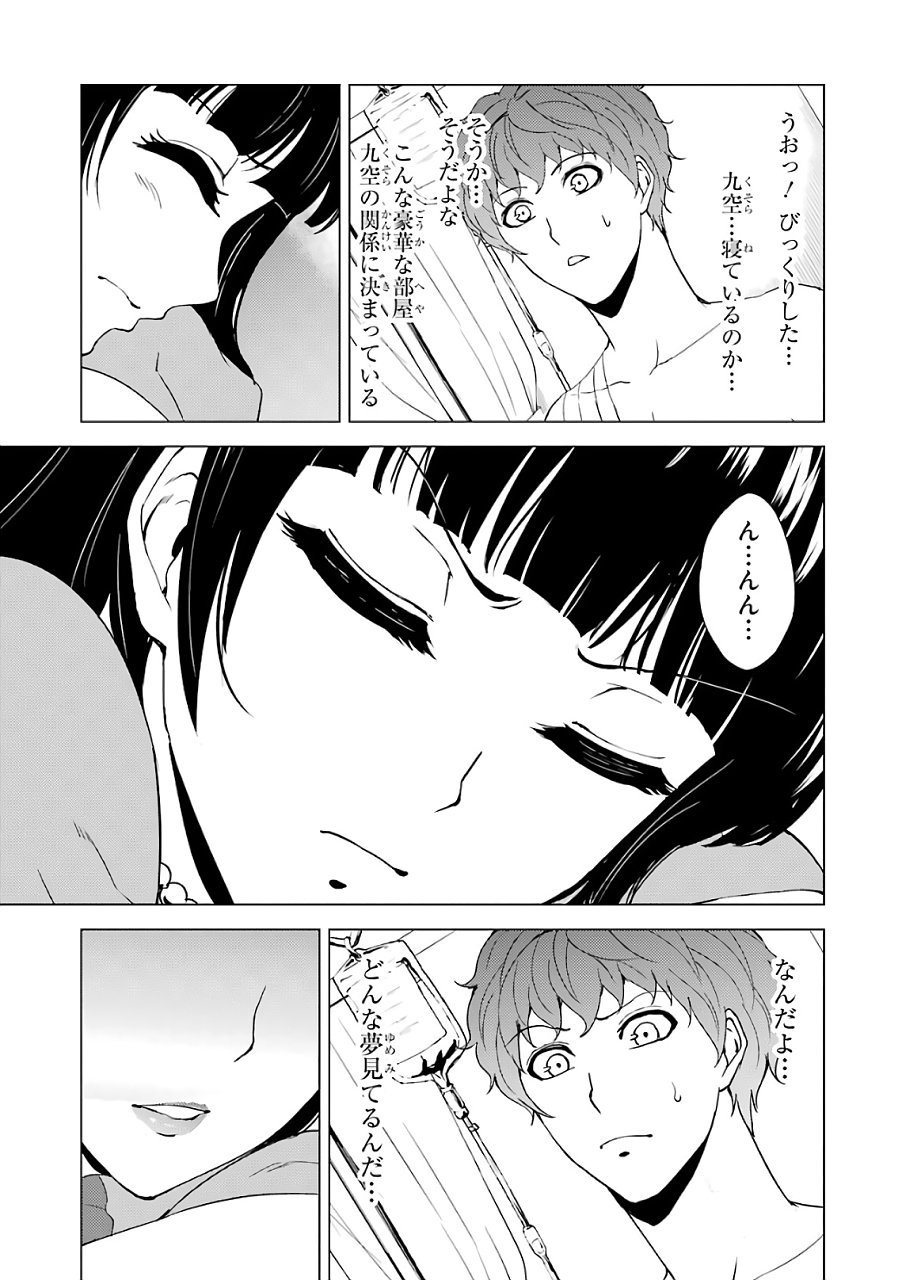 うおっ！びっくりした…
九空…寝ているのか…
そうか…
そうだよな
こんな豪華な部屋
九空の関係に決まっている
ん…んん…
なんだよ…
どんな夢見てるんだ…